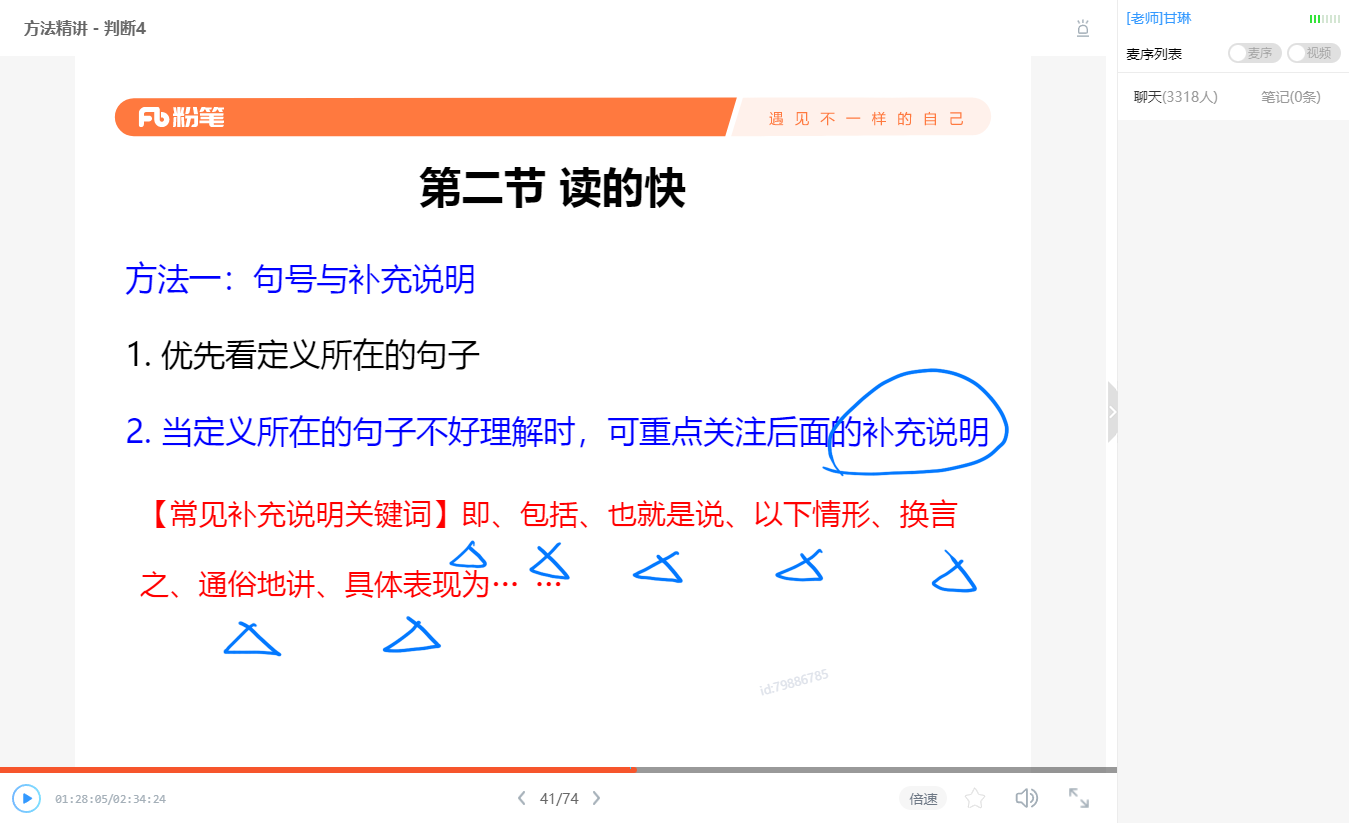 方法精讲 - 判断4
[老师]甘琳
麦序列表
麦序
视频
聊天(3318人)
笔记(0条)
粉笔
遇见不一样的自己
第二节 读的快
方法一：句号与补充说明
1. 优先看定义所在的句子
2. 当定义所在的句子不好理解时，可重点关注后面的补充说明
【常见补充说明关键词】即、包括、也就是说、以下情形、换言
之、通俗地讲、具体表现为… …
id:79886785
01:28:05/02:34:24
41/74
倍速